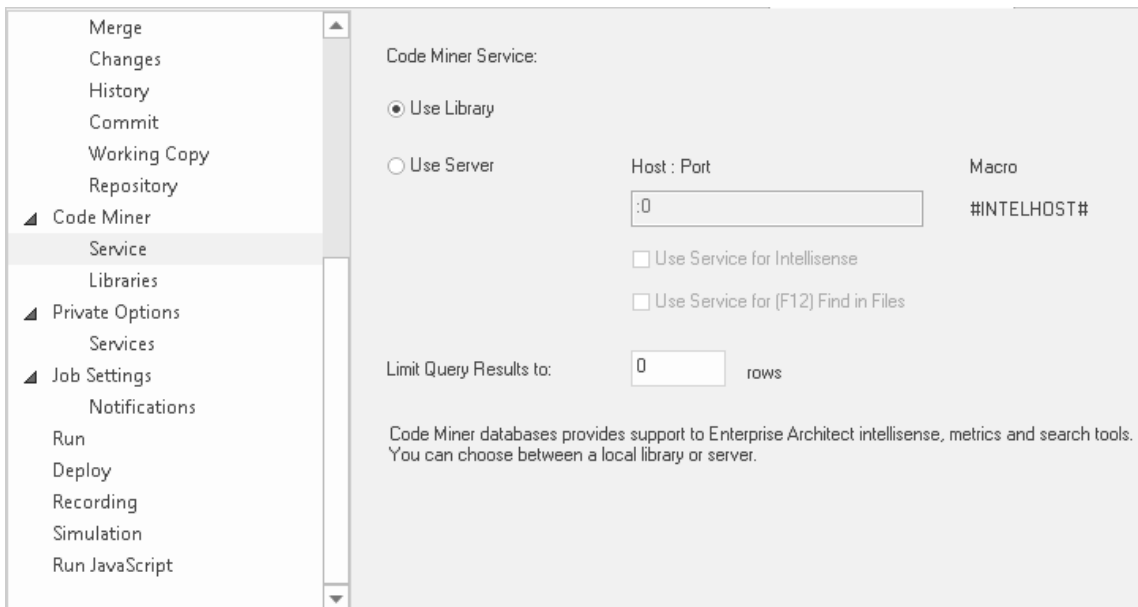 Merge
Changes
History
Commit
Working Copy
Repository
Code Miner
Service
Libraries
Private Options
Services
Job Settings
Notifications
Run
Deploy
Recording
Simulation
Run JavaScript
Code Miner Service:
Use Library
Use Server Host : Port Macro
:0 #INTELHOST#
Use Service for Intellisense
Use Service for (F12) Find in Files
Limit Query Results to: 0 rows
Code Miner databases provides support to Enterprise Architect intellisense, metrics and search tools.
You can choose between a local library or server.